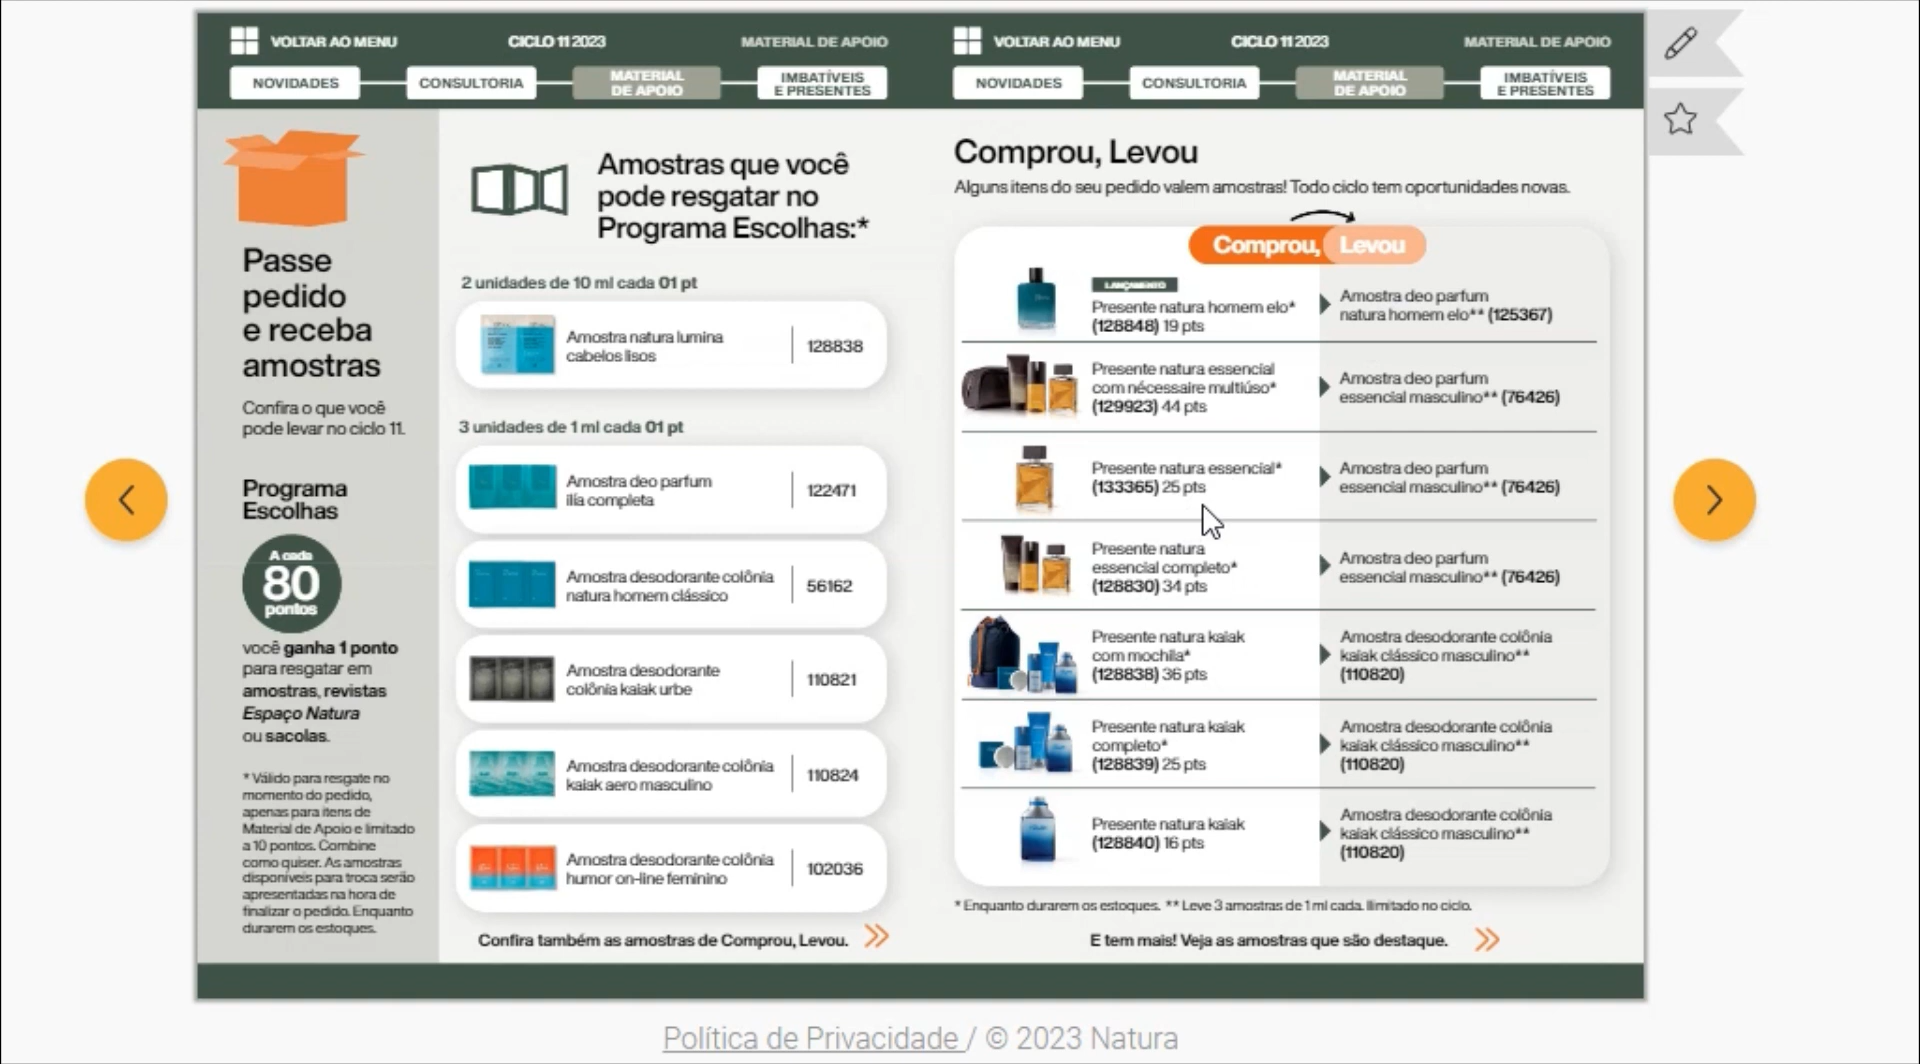 VOLTAR AO MENU
CICLO 11 2023
MATERIAL DE APOIO
NOVIDADES
CONSULTORIA
MATERIAL
DE APOIO
IMBATÍVEIS
E PRESENTES
VOLTAR AO MENU
CICLO 11 2023
MATERIAL DE APOIO
NOVIDADES
CONSULTORIA
MATERIAL
DE APOIO
IMBATÍVEIS
E PRESENTES
Passe
pedido
e receba
amostras
Confira o que você
pode levar no ciclo 11.
Programa
Escolhas
A cada
80
pontos
você ganha 1 ponto
para resgatar em
amostras, revistas
Espaço Natura
ou sacolas.
* Válido para resgate no
momento do pedido,
apenas para itens de
Material de Apoio e limitado
a 10 pontos. Combine
como quiser. As amostras
disponíveis para troca serão
apresentadas na hora de
finalizar o pedido. Enquanto
durarem os estoques.
Amostras que você
pode resgatar no
Programa Escolhas:*
2 unidades de 10 ml cada 01 pt
Amostra natura lumina
cabelos lisos
128838
3 unidades de 1 ml cada 01 pt
Amostra deo parfum
ilía completa
122471
Amostra desodorante colônia
natura homem clássico
56162
Amostra desodorante
colônia kaiak urbe
110821
Amostra desodorante colônia
kaiak aero masculino
110824
Amostra desodorante colônia
humor on-line feminino
102036
Confira também as amostras de Comprou, Levou.
Comprou, Levou
Alguns itens do seu pedido valem amostras! Todo ciclo tem oportunidades novas.
Comprou, Levou
LANÇAMENTO
Presente natura homem elo*
(128848) 19 pts
Amostra deo parfum
natura homem elo** (125367)
Presente natura essencial
com nécessaire multiúso*
(129923) 44 pts
Amostra deo parfum
essencial masculino** (76426)
Presente natura essencial*
(133365) 25 pts
Amostra deo parfum
essencial masculino** (76426)
Presente natura
essencial completo*
(128830) 34 pts
Amostra deo parfum
essencial masculino** (76426)
Presente natura kaiak
com mochila*
(128838) 36 pts
Amostra desodorante colônia
kaiak clássico masculino**
(110820)
Presente natura kaiak
completo*
(128839) 25 pts
Amostra desodorante colônia
kaiak clássico masculino**
(110820)
Presente natura kaiak
(128840) 16 pts
Amostra desodorante colônia
kaiak clássico masculino**
(110820)
* Enquanto durarem os estoques. ** Leve 3 amostras de 1 ml cada. Ilimitado no ciclo.
E tem mais! Veja as amostras que são destaque.
Política de Privacidade / © 2023 Natura